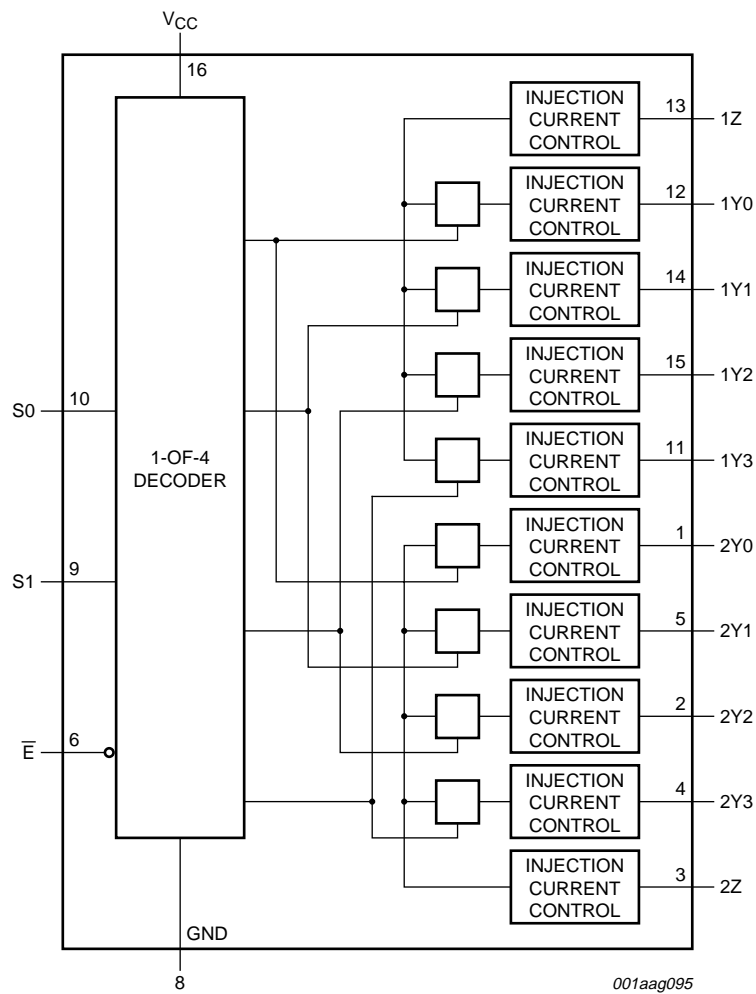 VCC
16
INJECTION
CURRENT
CONTROL
13
1Z
INJECTION
CURRENT
CONTROL
12
1Y0
INJECTION
CURRENT
CONTROL
14
1Y1
INJECTION
CURRENT
CONTROL
15
1Y2
S0
10
1-OF-4
DECODER
INJECTION
CURRENT
CONTROL
11
1Y3
INJECTION
CURRENT
CONTROL
1
2Y0
S1
9
INJECTION
CURRENT
CONTROL
5
2Y1
INJECTION
CURRENT
CONTROL
2
2Y2
E̅
6
INJECTION
CURRENT
CONTROL
4
2Y3
INJECTION
CURRENT
CONTROL
3
2Z
GND
8
001aag095